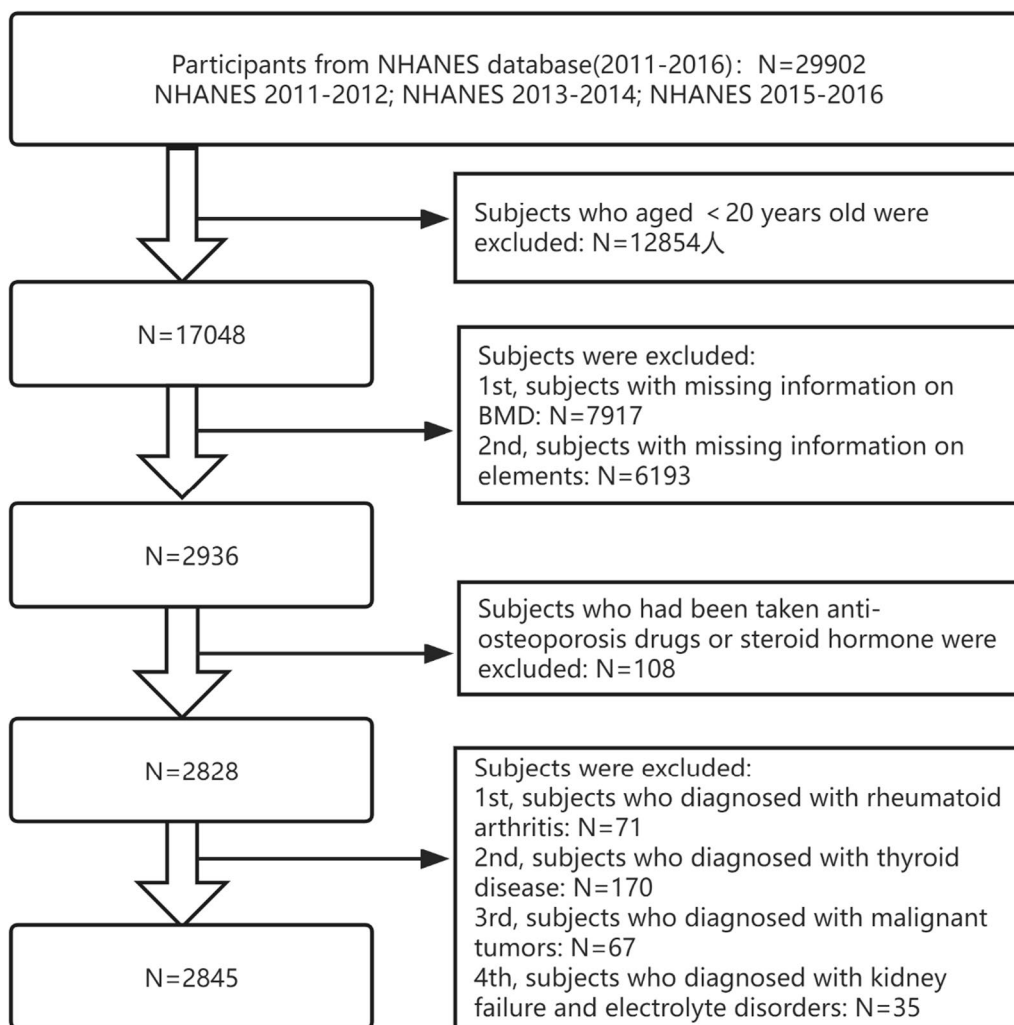 Participants from NHANES database(2011-2016)：N=29902
NHANES 2011-2012; NHANES 2013-2014; NHANES 2015-2016
Subjects who aged ＜20 years old were
excluded: N=12854人
N=17048
Subjects were excluded:
1st, subjects with missing information on
BMD: N=7917
2nd, subjects with missing information on
elements: N=6193
N=2936
Subjects who had been taken anti-
osteoporosis drugs or steroid hormone were
excluded: N=108
N=2828
Subjects were excluded:
1st, subjects who diagnosed with rheumatoid
arthritis: N=71
2nd, subjects who diagnosed with thyroid
disease: N=170
3rd, subjects who diagnosed with malignant
tumors: N=67
4th, subjects who diagnosed with kidney
failure and electrolyte disorders: N=35
N=2845